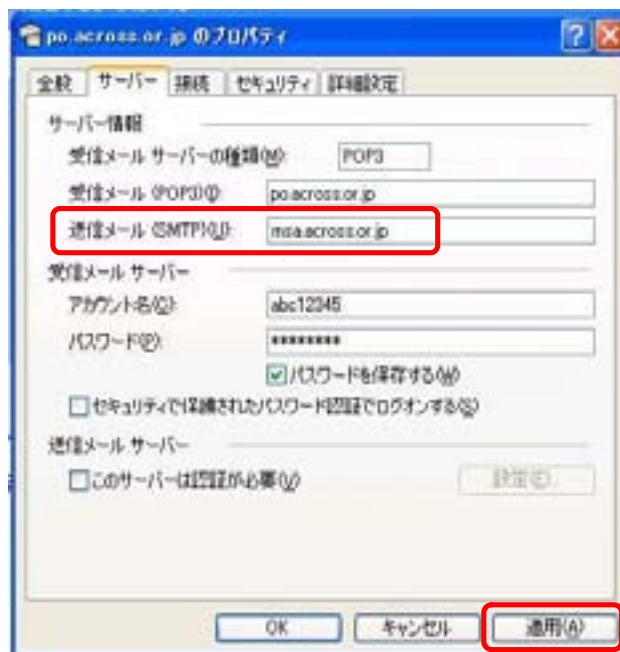 po.across.or.jp のプロパティ
全般 サーバー 接続 セキュリティ 詳細設定
サーバー情報
受信メール サーバーの種類(M): POP3
受信メール (POP3)(I): po.across.or.jp
送信メール (SMTP)(U): msa.across.or.jp
受信メール サーバー
アカウント名(C): abc12345
パスワード(P): ********
パスワードを保存する(W)
セキュリティで保護されたパスワード認証でログオンする(S)
送信メール サーバー
このサーバーは認証が必要(V) 設定(E)...
OK キャンセル 適用(A)